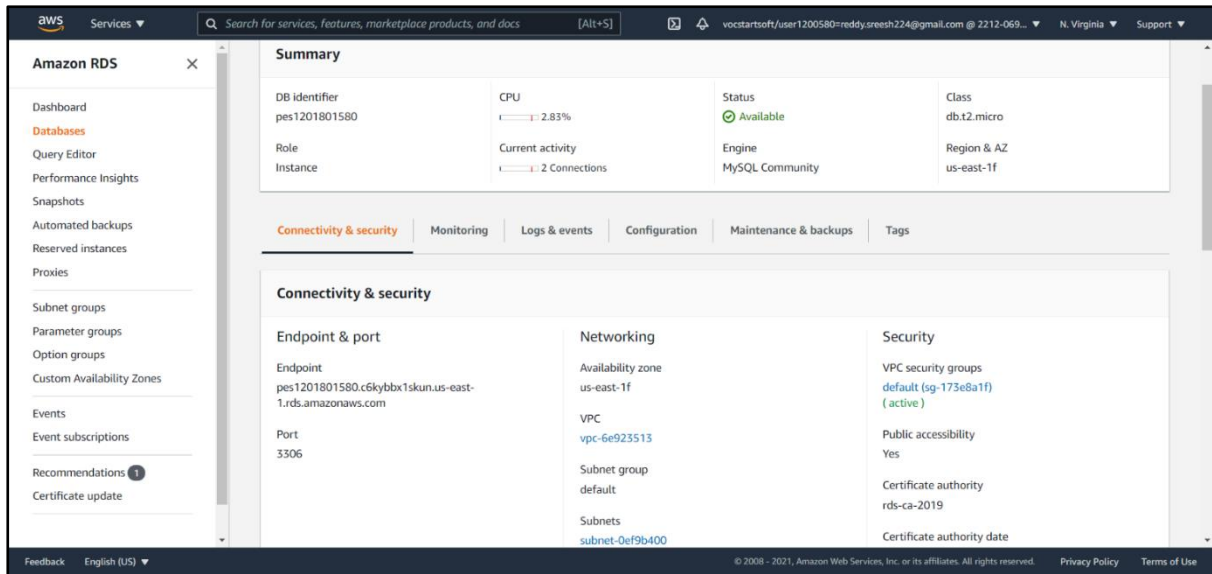 aws Services ▼ Search for services, features, marketplace products, and docs [Alt+S] vocstartsoft/user1200580=reddy.sreesh224@gmail.com @ 2212-069... ▼ N. Virginia ▼ Support ▼
Amazon RDS
Dashboard
Databases
Query Editor
Performance Insights
Snapshots
Automated backups
Reserved instances
Proxies
Subnet groups
Parameter groups
Option groups
Custom Availability Zones
Events
Event subscriptions
Recommendations 1
Certificate update
Summary
DB identifier
pes1201801580
CPU
2.83%
Status
Available
Class
db.t2.micro
Role
Instance
Current activity
2 Connections
Engine
MySQL Community
Region & AZ
us-east-1f
Connectivity & security Monitoring Logs & events Configuration Maintenance & backups Tags
Connectivity & security
Endpoint & port
Endpoint
pes1201801580.c6kybbx1skun.us-east-
1.rds.amazonaws.com
Port
3306
Networking
Availability zone
us-east-1f
VPC
vpc-6e923513
Subnet group
default
Subnets
subnet-0ef9b400
Security
VPC security groups
default (sg-173e8a1f)
( active )
Public accessibility
Yes
Certificate authority
rds-ca-2019
Certificate authority date
Feedback English (US) ▼ © 2008 - 2021, Amazon Web Services, Inc. or its affiliates. All rights reserved. Privacy Policy Terms of Use